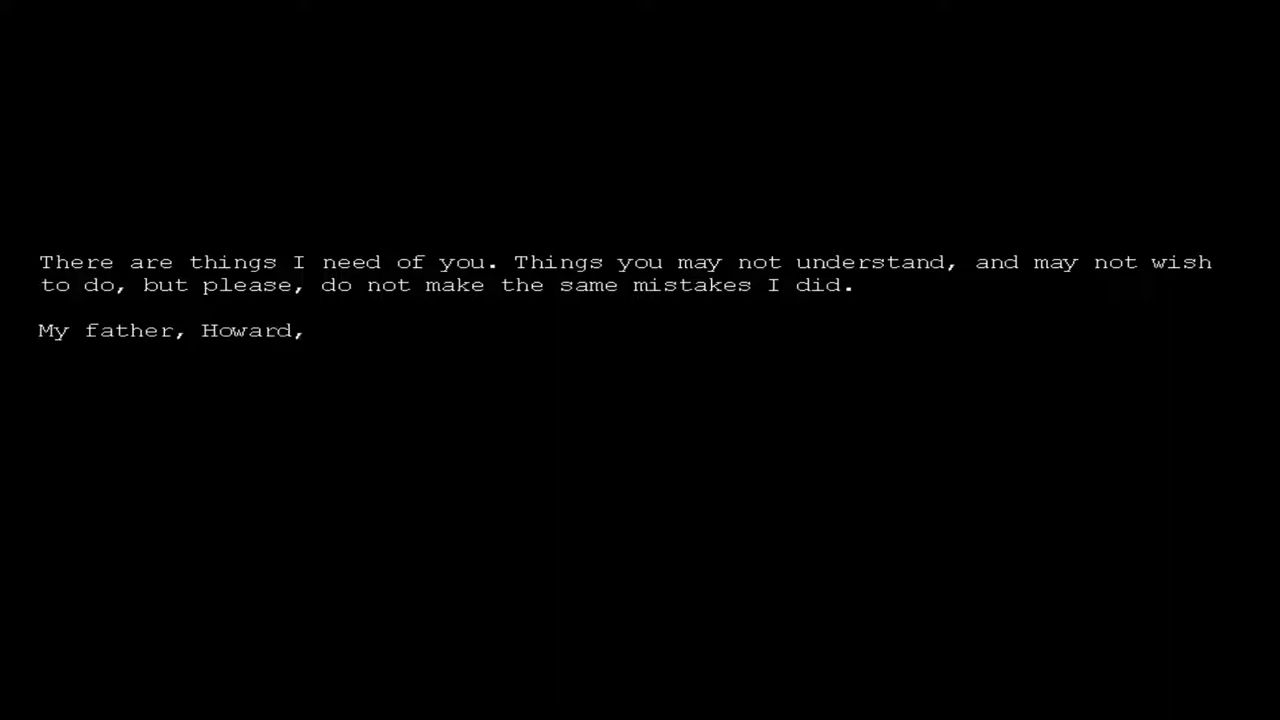 There are things I need of you. Things you may not understand, and may not wish
to do, but please, do not make the same mistakes I did.
My father, Howard,